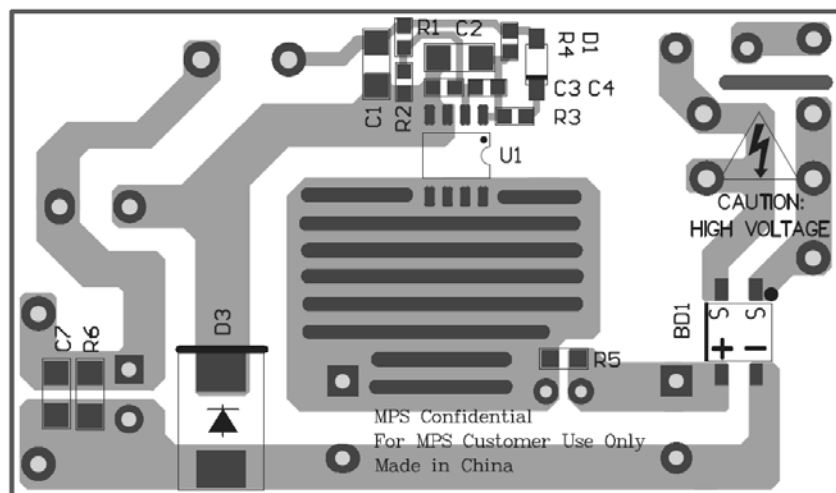 R1
C2
R4
D1
C1
R2
C3 C4
R3
U1
CAUTION:
HIGH VOLTAGE
D3
C7
R6
BD1
S
S
+
-
R5
MPS Confidential
For MPS Customer Use Only
Made in China